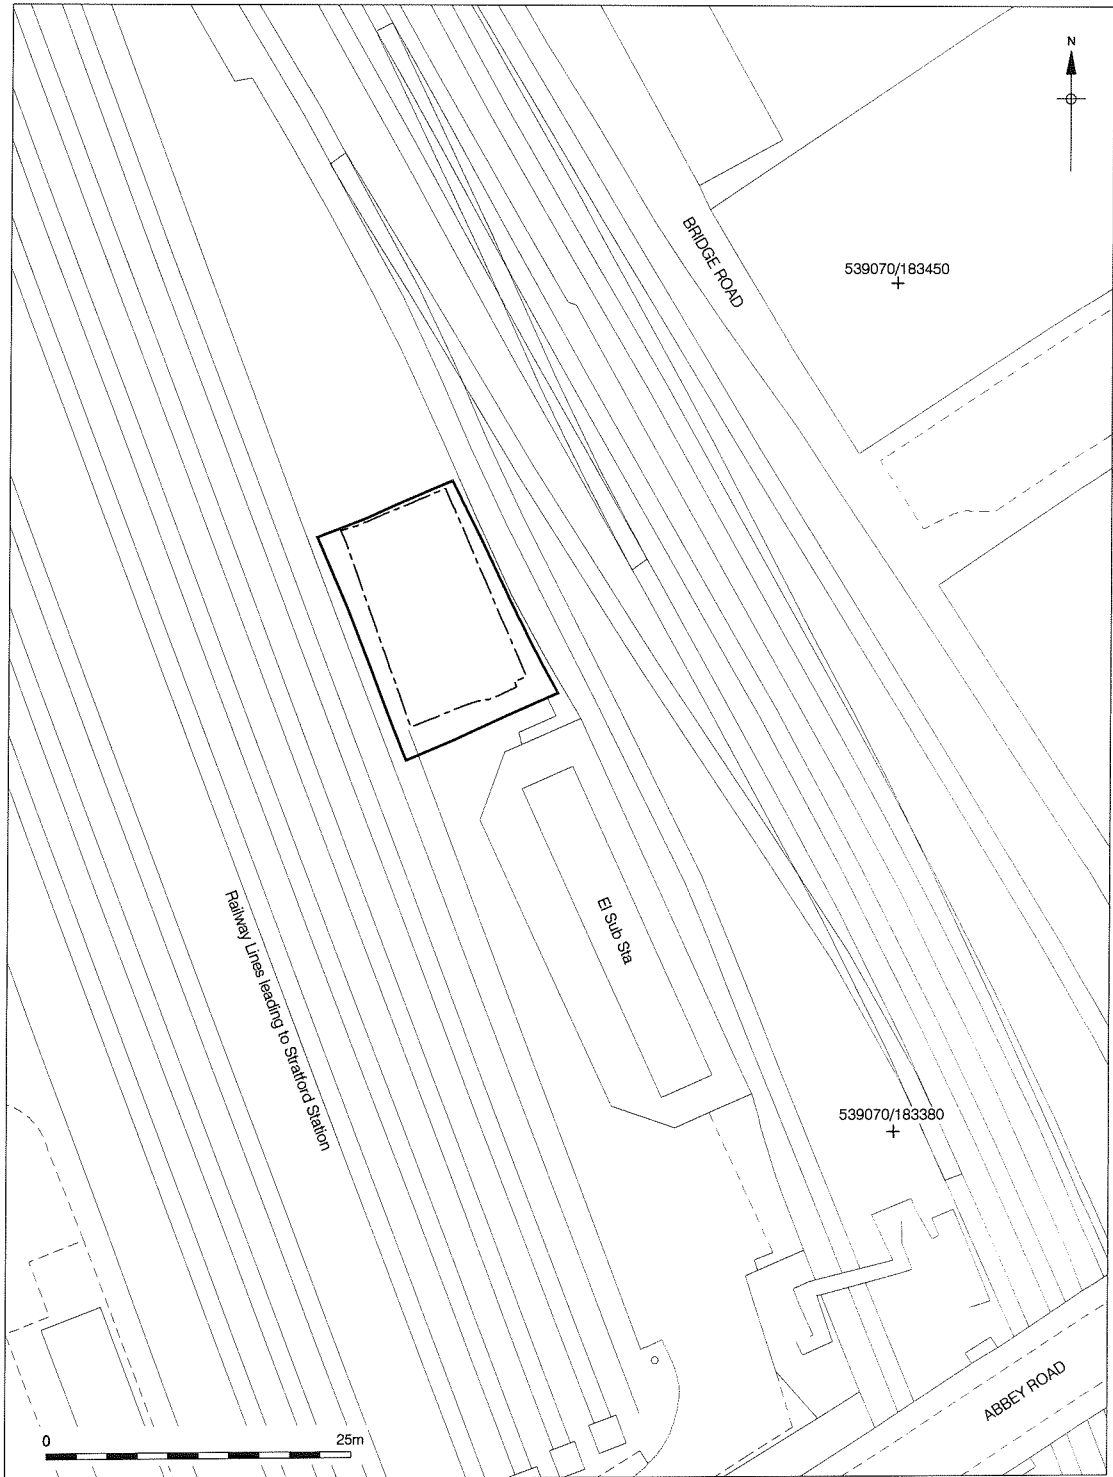 N
BRIDGE ROAD
539070/183450
El Sub Sta
Railway Lines leading to Stratford Station
539070/183380
ABBEY ROAD
0 25m